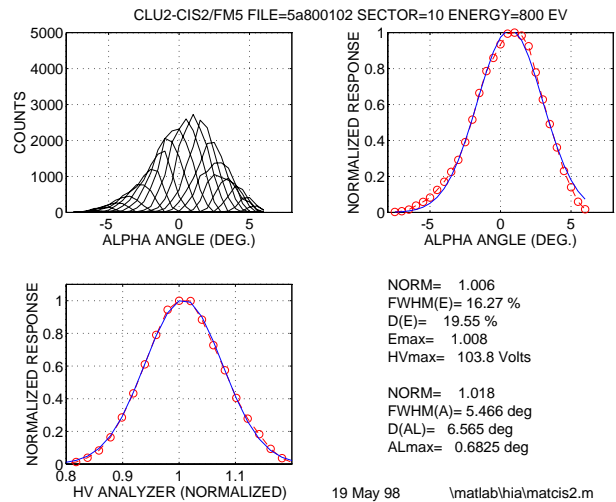 CLU2-CIS2/FM5 FILE=5a800102 SECTOR=10 ENERGY=800 EV
COUNTS
5000
4000
3000
2000
1000
0
-5 0 5
ALPHA ANGLE (DEG.)
NORMALIZED RESPONSE
1
0.8
0.6
0.4
0.2
0
-5 0 5
ALPHA ANGLE (DEG.)
NORMALIZED RESPONSE
1
0.8
0.6
0.4
0.2
0
0.8 0.9 1 1.1
HV ANALYZER (NORMALIZED)
NORM= 1.006
FWHM(E)= 16.27 %
D(E)= 19.55 %
Emax= 1.008
HVmax= 103.8 Volts
NORM= 1.018
FWHM(A)= 5.466 deg
D(AL)= 6.565 deg
ALmax= 0.6825 deg
19 May 98 \matlab\hia\matcis2.m